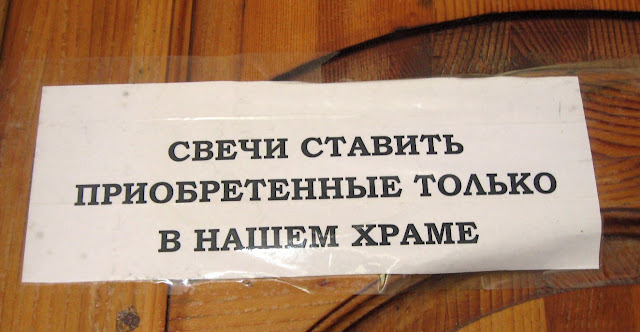 СВЕЧИ СТАВИТЬ
ПРИОБРЕТЕННЫЕ ТОЛЬКО
В НАШЕМ ХРАМЕ